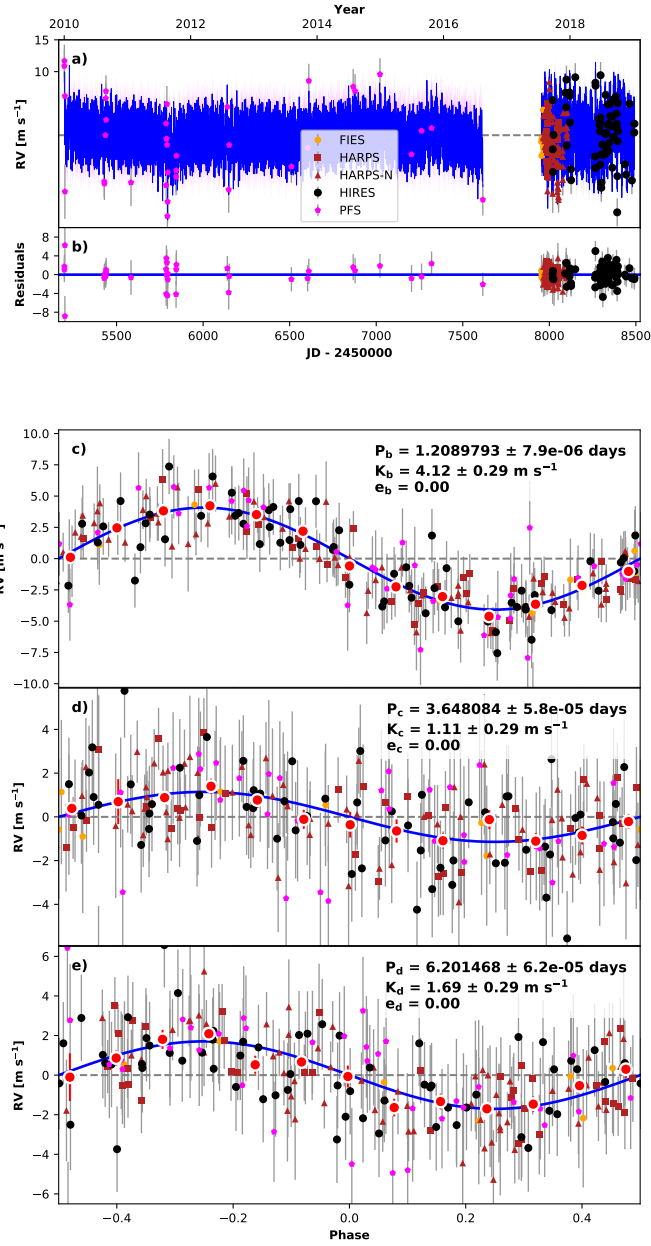 Year
2010 2012 2014 2016 2018
a)
15
10
RV [m s⁻¹]
FIES
HARPS
HARPS-N
HIRES
PFS
b)
8
4
0
−4
−8
Residuals
5500 6000 6500 7000 7500 8000 8500
JD - 2450000
c)
P_b = 1.2089793 ± 7.9e-06 days
K_b = 4.12 ± 0.29 m s⁻¹
e_b = 0.00
10.0
7.5
5.0
2.5
0.0
−2.5
−5.0
−7.5
−10.0
RV [m s⁻¹]
d)
P_c = 3.648084 ± 5.8e-05 days
K_c = 1.11 ± 0.29 m s⁻¹
e_c = 0.00
4
2
0
−2
−4
RV [m s⁻¹]
e)
P_d = 6.201468 ± 6.2e-05 days
K_d = 1.69 ± 0.29 m s⁻¹
e_d = 0.00
6
4
2
0
−2
−4
−6
RV [m s⁻¹]
−0.4 −0.2 0.0 0.2 0.4
Phase